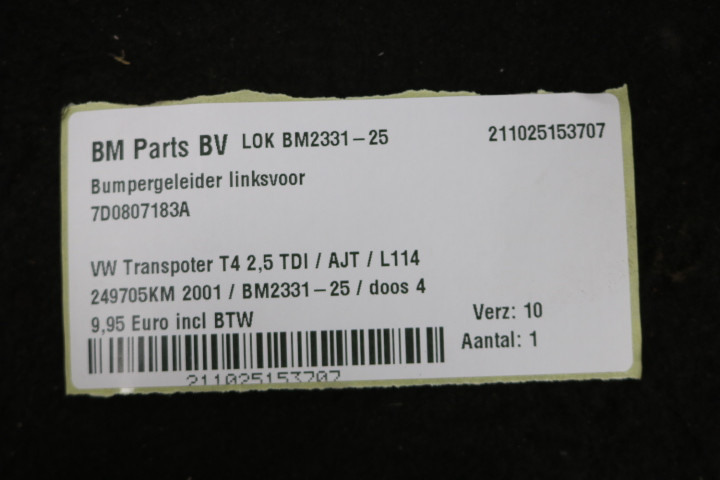 BM Parts BV LOK BM2331-25 211025153707
Bumpergeleider linksvoor
7D0807183A
VW Transpoter T4 2,5 TDI / AJT / L114
249705KM 2001 / BM2331-25 / doos 4
9,95 Euro incl BTW
Verz: 10
Aantal: 1
211025153707